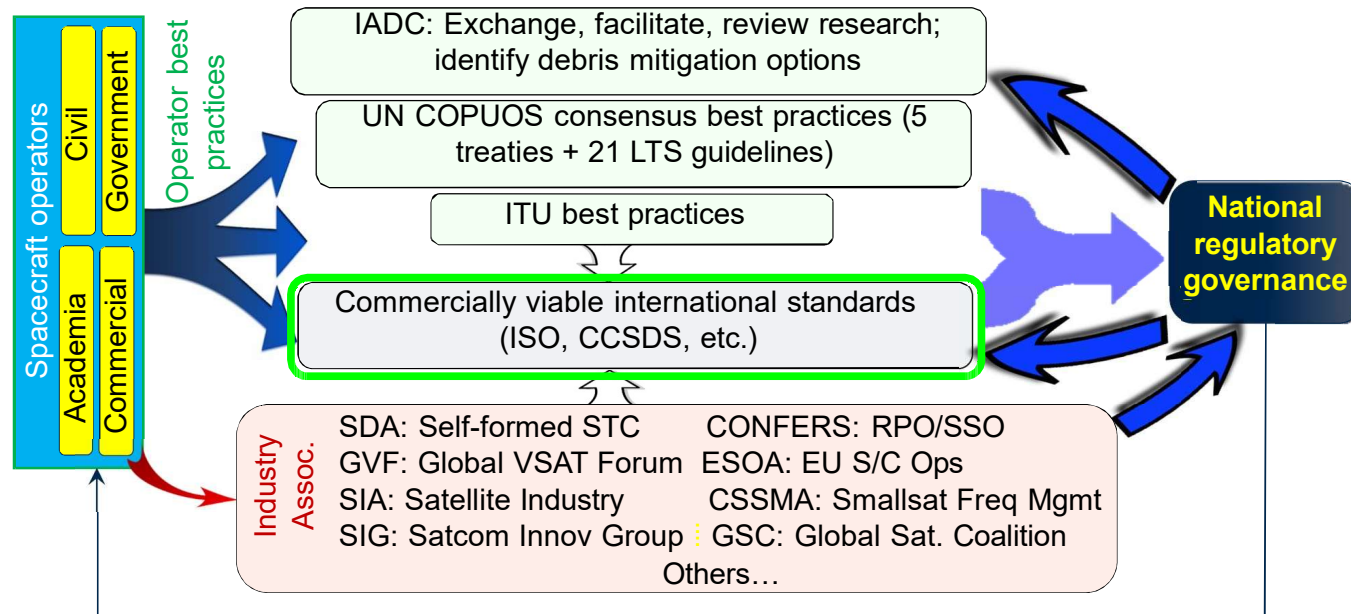 Spacecraft operators
Civil
Government
Academia
Commercial
Operator best
practices
IADC: Exchange, facilitate, review research;
identify debris mitigation options
UN COPUOS consensus best practices (5
treaties + 21 LTS guidelines)
ITU best practices
Commercially viable international standards
(ISO, CCSDS, etc.)
National
regulatory
governance
Industry
Assoc.
SDA: Self-formed STC CONFERS: RPO/SSO
GVF: Global VSAT Forum ESOA: EU S/C Ops
SIA: Satellite Industry CSSMA: Smallsat Freq Mgmt
SIG: Satcom Innov Group GSC: Global Sat. Coalition
Others…